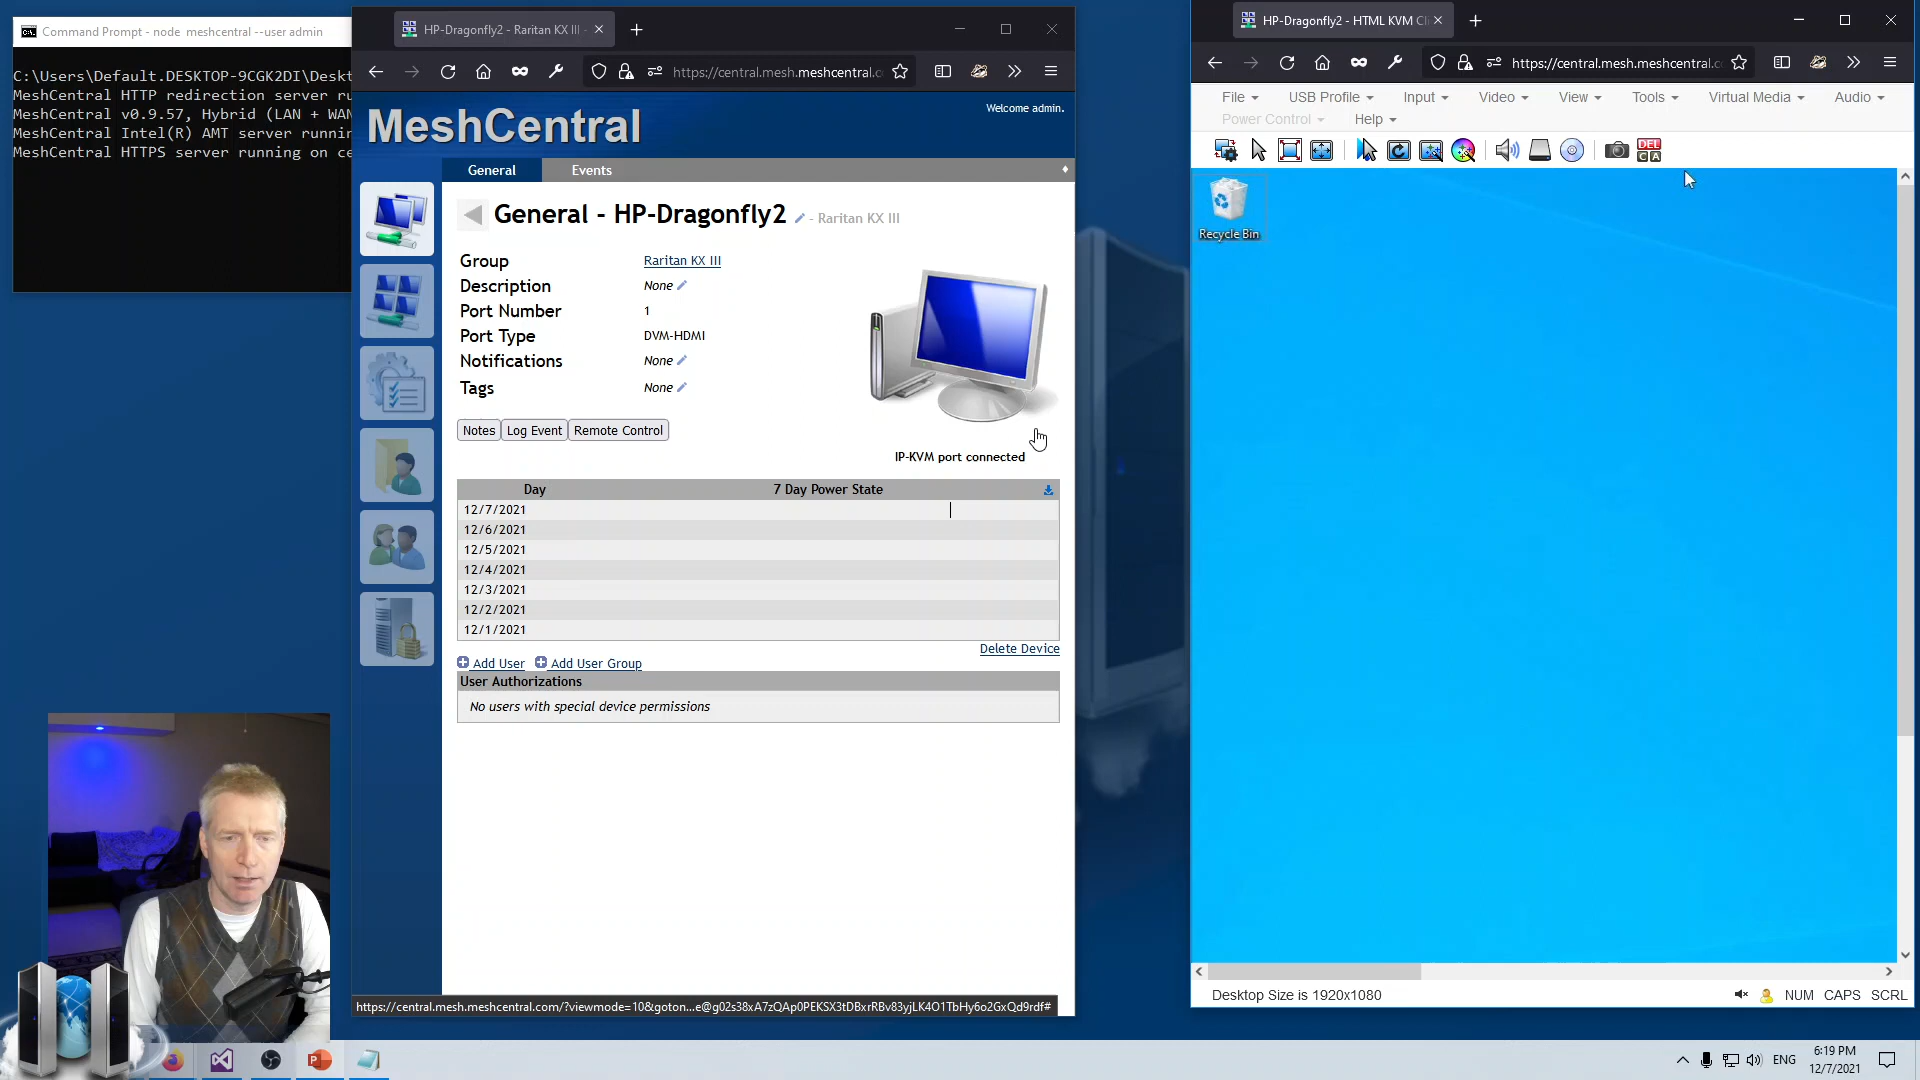 Command Prompt - node  meshcentral --user admin
C:\Users\Default.DESKTOP-9CGK2DI\Deskt
MeshCentral HTTP redirection server ru
MeshCentral v0.9.57, Hybrid (LAN + WAN
MeshCentral Intel(R) AMT server runnin
MeshCentral HTTPS server running on ce
HP-Dragonfly2 - Raritan KX III -
https://central.mesh.meshcentral.c
MeshCentral
Welcome admin.
General
Events
General - HP-Dragonfly2 - Raritan KX III
Group Raritan KX III
Description None
Port Number 1
Port Type DVM-HDMI
Notifications None
Tags None
Notes Log Event Remote Control
IP-KVM port connected
Day 7 Day Power State
12/7/2021
12/6/2021
12/5/2021
12/4/2021
12/3/2021
12/2/2021
12/1/2021
Delete Device
Add User Add User Group
User Authorizations
No users with special device permissions
https://central.mesh.meshcentral.com/?viewmode=10&goton...e@g02s38xA7zQAp0PEKSX3tDBxrRBv83yjLK4O1TbHy6o2GxQd9rdf#
HP-Dragonfly2 - HTML KVM Cli
https://central.mesh.meshcentral.co
File USB Profile Input Video View Tools Virtual Media Audio
Power Control Help
DEL
C A
Recycle Bin
Desktop Size is 1920x1080
NUM CAPS SCRL
ENG
6:19 PM
12/7/2021